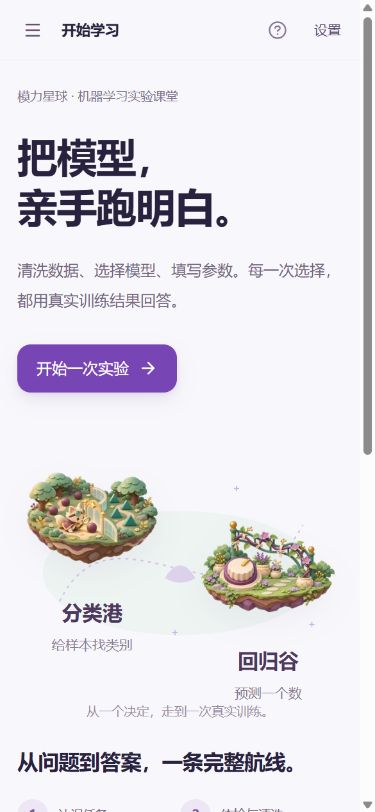 开始学习
设置
模力星球 · 机器学习实验课堂
把模型，
亲手跑明白。
清洗数据、选择模型、填写参数。每一次选择，
都用真实训练结果回答。
开始一次实验
分类港
给样本找类别
回归谷
预测一个数
从一个决定，走到一次真实训练。
从问题到答案，一条完整航线。